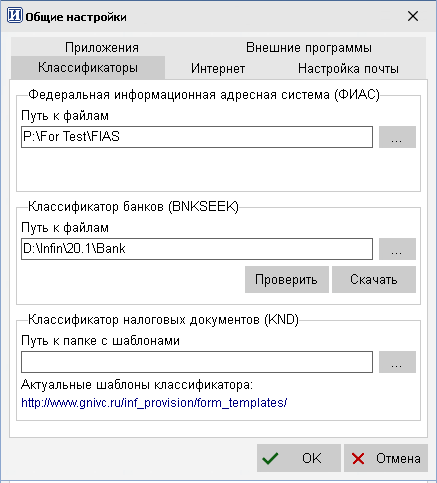 Общие настройки
Приложения Внешние программы
Классификаторы Интернет Настройка почты
Федеральная информационная адресная система (ФИАС)
Путь к файлам
P:\For Test\FIAS ...
Классификатор банков (BNKSEEK)
Путь к файлам
D:\Infin\20.1\Bank ...
Проверить Скачать
Классификатор налоговых документов (KND)
Путь к папке с шаблонами
...
Актуальные шаблоны классификатора:
http://www.gnivc.ru/inf_provision/form_templates/
OK Отмена